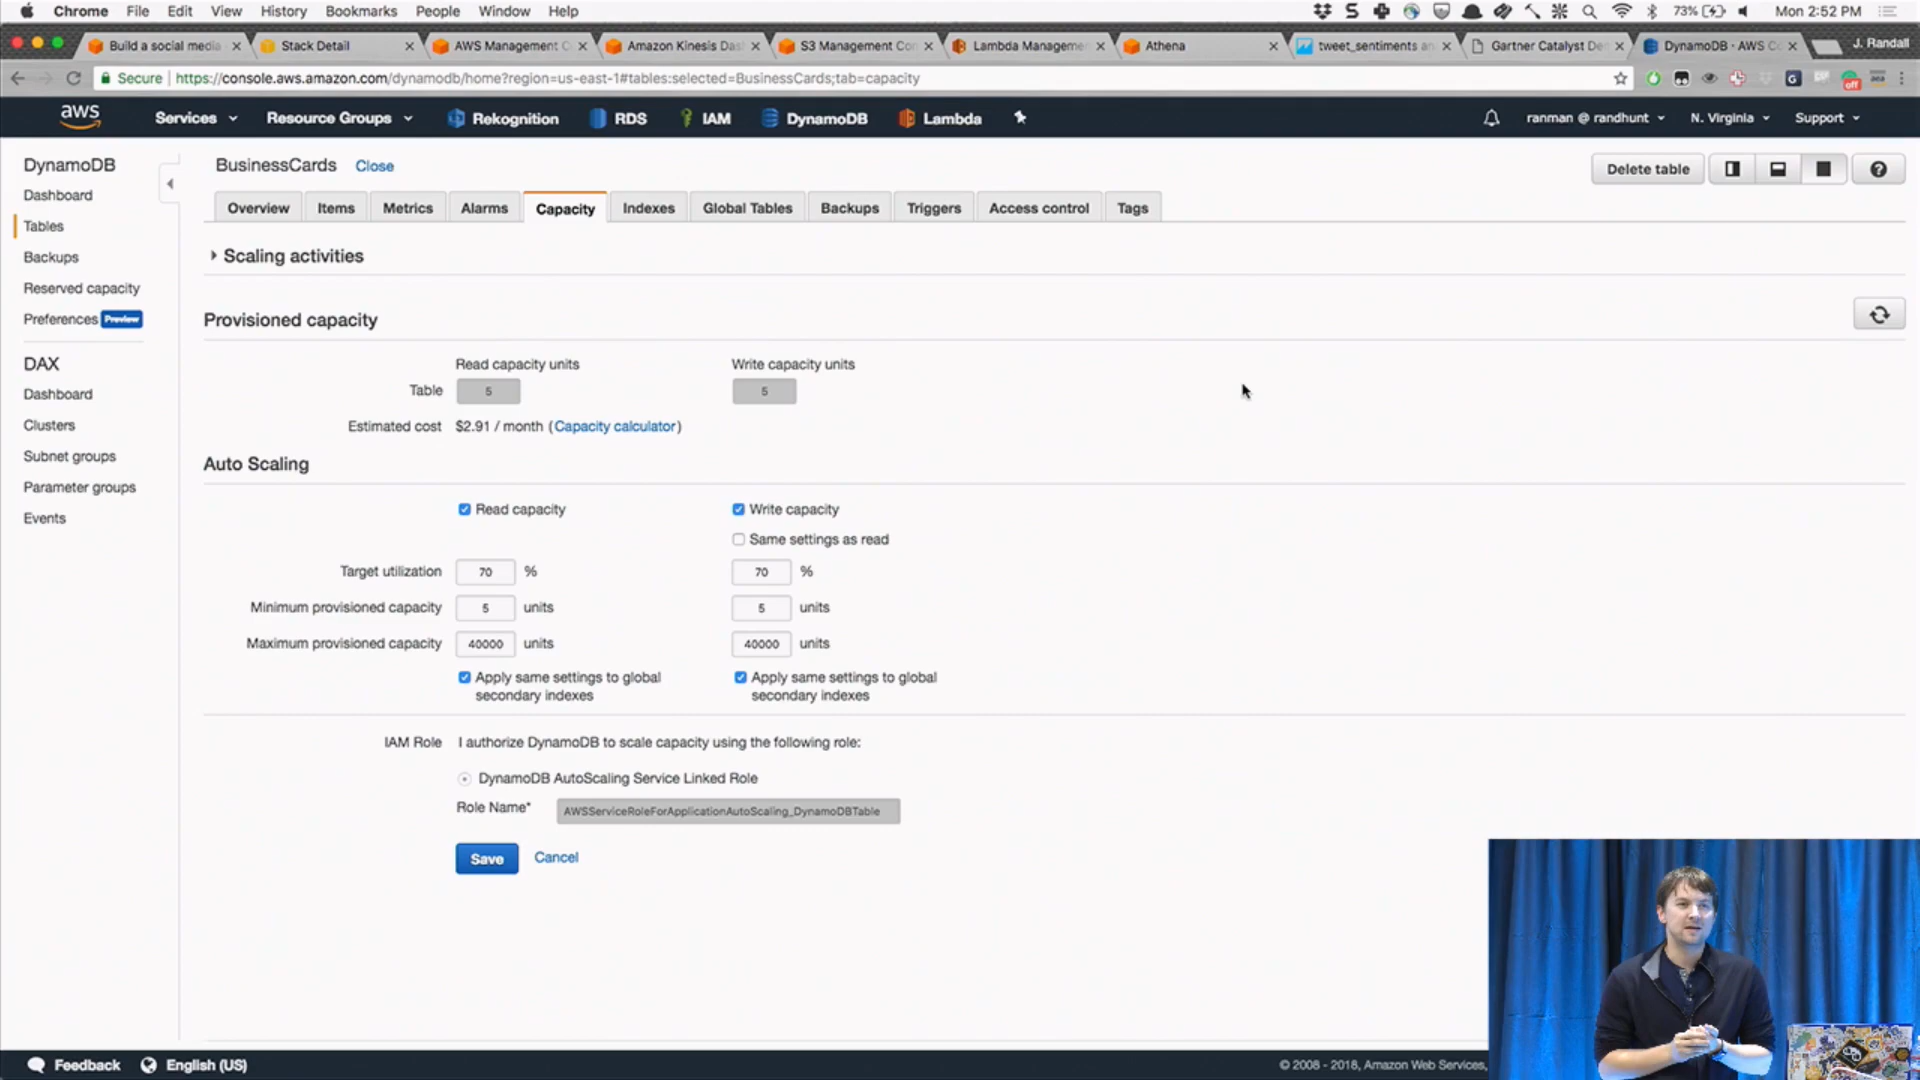 Chrome File Edit View History Bookmarks People Window Help 73% Mon 2:52 PM
Build a social media Stack Detail AWS Management C Amazon Kinesis Das S3 Management Con Lambda Manageme Athena tweet_sentiments an Gartner Catalyst De DynamoDB - AWS Co J. Randall
Secure https://console.aws.amazon.com/dynamodb/home?region=us-east-1#tables:selected=BusinessCards;tab=capacity
aws Services Resource Groups Rekognition RDS IAM DynamoDB Lambda ranman @ randhunt N. Virginia Support
DynamoDB
Dashboard
Tables
Backups
Reserved capacity
Preferences Preview
DAX
Dashboard
Clusters
Subnet groups
Parameter groups
Events
BusinessCards Close Delete table
Overview Items Metrics Alarms Capacity Indexes Global Tables Backups Triggers Access control Tags
Scaling activities
Provisioned capacity
Read capacity units Write capacity units
Table 5 5
Estimated cost $2.91 / month (Capacity calculator)
Auto Scaling
Read capacity Write capacity
Same settings as read
Target utilization 70 % 70 %
Minimum provisioned capacity 5 units 5 units
Maximum provisioned capacity 40000 units 40000 units
Apply same settings to global Apply same settings to global
secondary indexes secondary indexes
IAM Role I authorize DynamoDB to scale capacity using the following role:
DynamoDB AutoScaling Service Linked Role
Role Name* AWSServiceRoleForApplicationAutoScaling_DynamoDBTable
Save Cancel
Feedback English (US) © 2008 - 2018, Amazon Web Services,